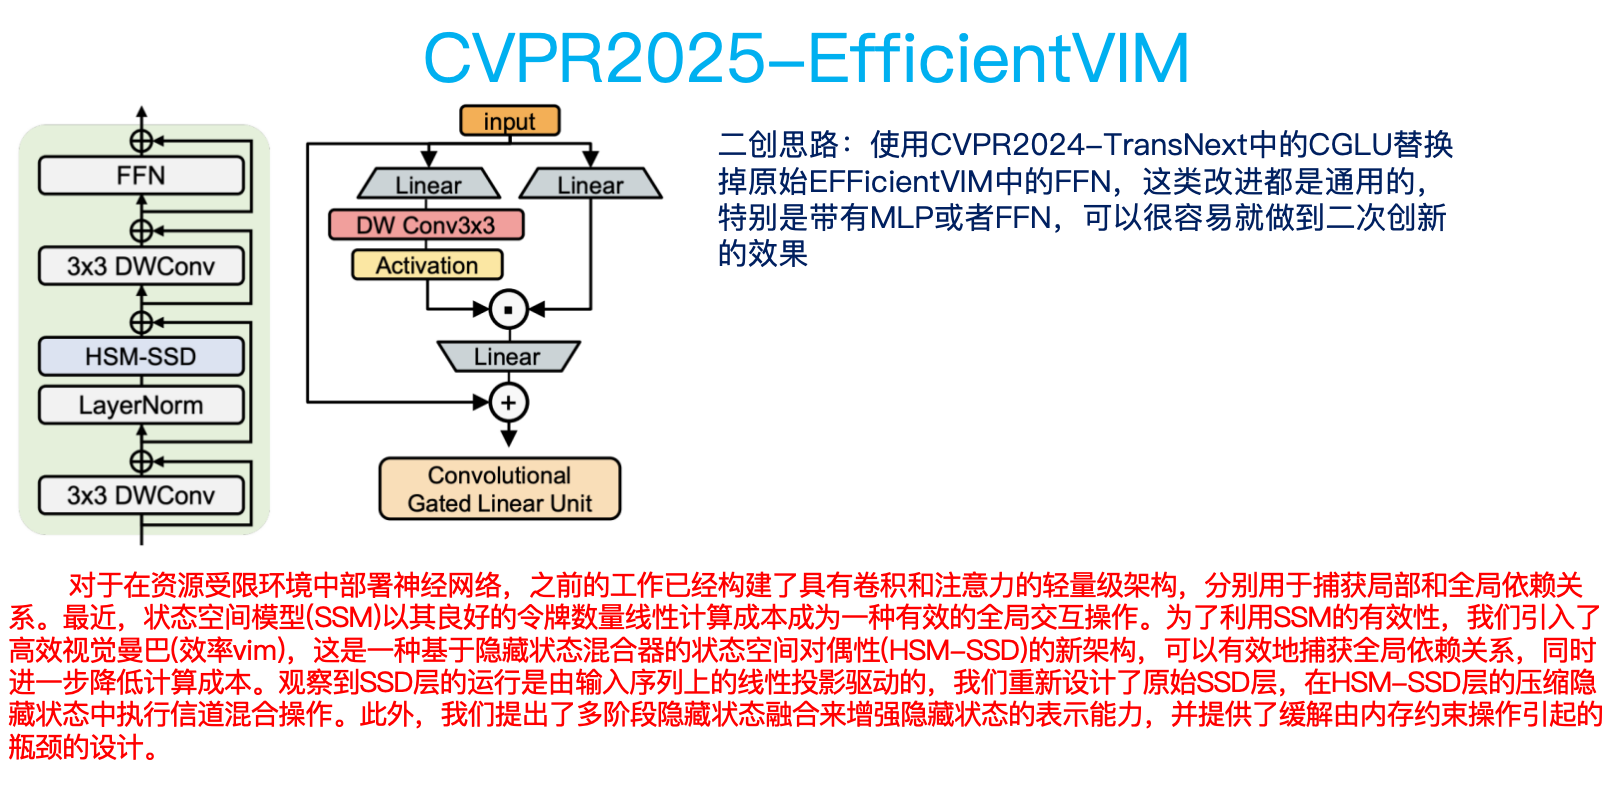 CVPR2025-EfficientVIM
FFN
3x3 DWConv
HSM-SSD
LayerNorm
3x3 DWConv
input
Linear
Linear
DW Conv3x3
Activation
Linear
Convolutional
Gated Linear Unit
二创思路：使用CVPR2024-TransNext中的CGLU替换
掉原始EFFicientVIM中的FFN，这类改进都是通用的，
特别是带有MLP或者FFN，可以很容易就做到二次创新
的效果
对于在资源受限环境中部署神经网络，之前的工作已经构建了具有卷积和注意力的轻量级架构，分别用于捕获局部和全局依赖关
系。最近，状态空间模型(SSM)以其良好的令牌数量线性计算成本成为一种有效的全局交互操作。为了利用SSM的有效性，我们引入了
高效视觉曼巴(效率vim)，这是一种基于隐藏状态混合器的状态空间对偶性(HSM-SSD)的新架构，可以有效地捕获全局依赖关系，同时
进一步降低计算成本。观察到SSD层的运行是由输入序列上的线性投影驱动的，我们重新设计了原始SSD层，在HSM-SSD层的压缩隐
藏状态中执行信道混合操作。此外，我们提出了多阶段隐藏状态融合来增强隐藏状态的表示能力，并提供了缓解由内存约束操作引起的
瓶颈的设计。